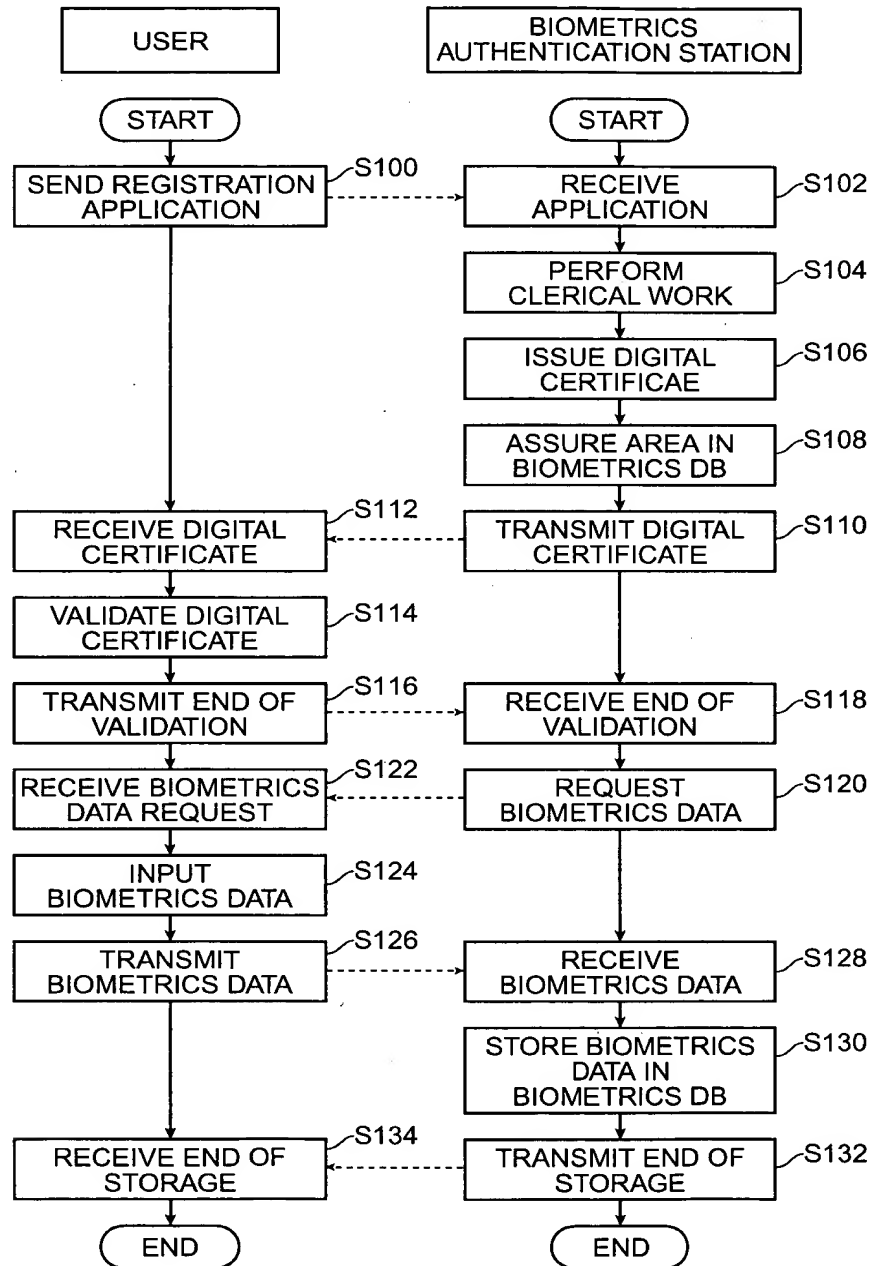 USER
BIOMETRICS
AUTHENTICATION STATION
START
START
S100
SEND REGISTRATION
APPLICATION
S102
RECEIVE
APPLICATION
S104
PERFORM
CLERICAL WORK
S106
ISSUE DIGITAL
CERTIFICAE
S108
ASSURE AREA IN
BIOMETRICS DB
S112
RECEIVE DIGITAL
CERTIFICATE
S110
TRANSMIT DIGITAL
CERTIFICATE
S114
VALIDATE DIGITAL
CERTIFICATE
S116
TRANSMIT END OF
VALIDATION
S118
RECEIVE END OF
VALIDATION
S122
RECEIVE BIOMETRICS
DATA REQUEST
S120
REQUEST
BIOMETRICS DATA
S124
INPUT
BIOMETRICS DATA
S126
TRANSMIT
BIOMETRICS DATA
S128
RECEIVE
BIOMETRICS DATA
S130
STORE BIOMETRICS
DATA IN
BIOMETRICS DB
S134
RECEIVE END OF
STORAGE
S132
TRANSMIT END OF
STORAGE
END
END